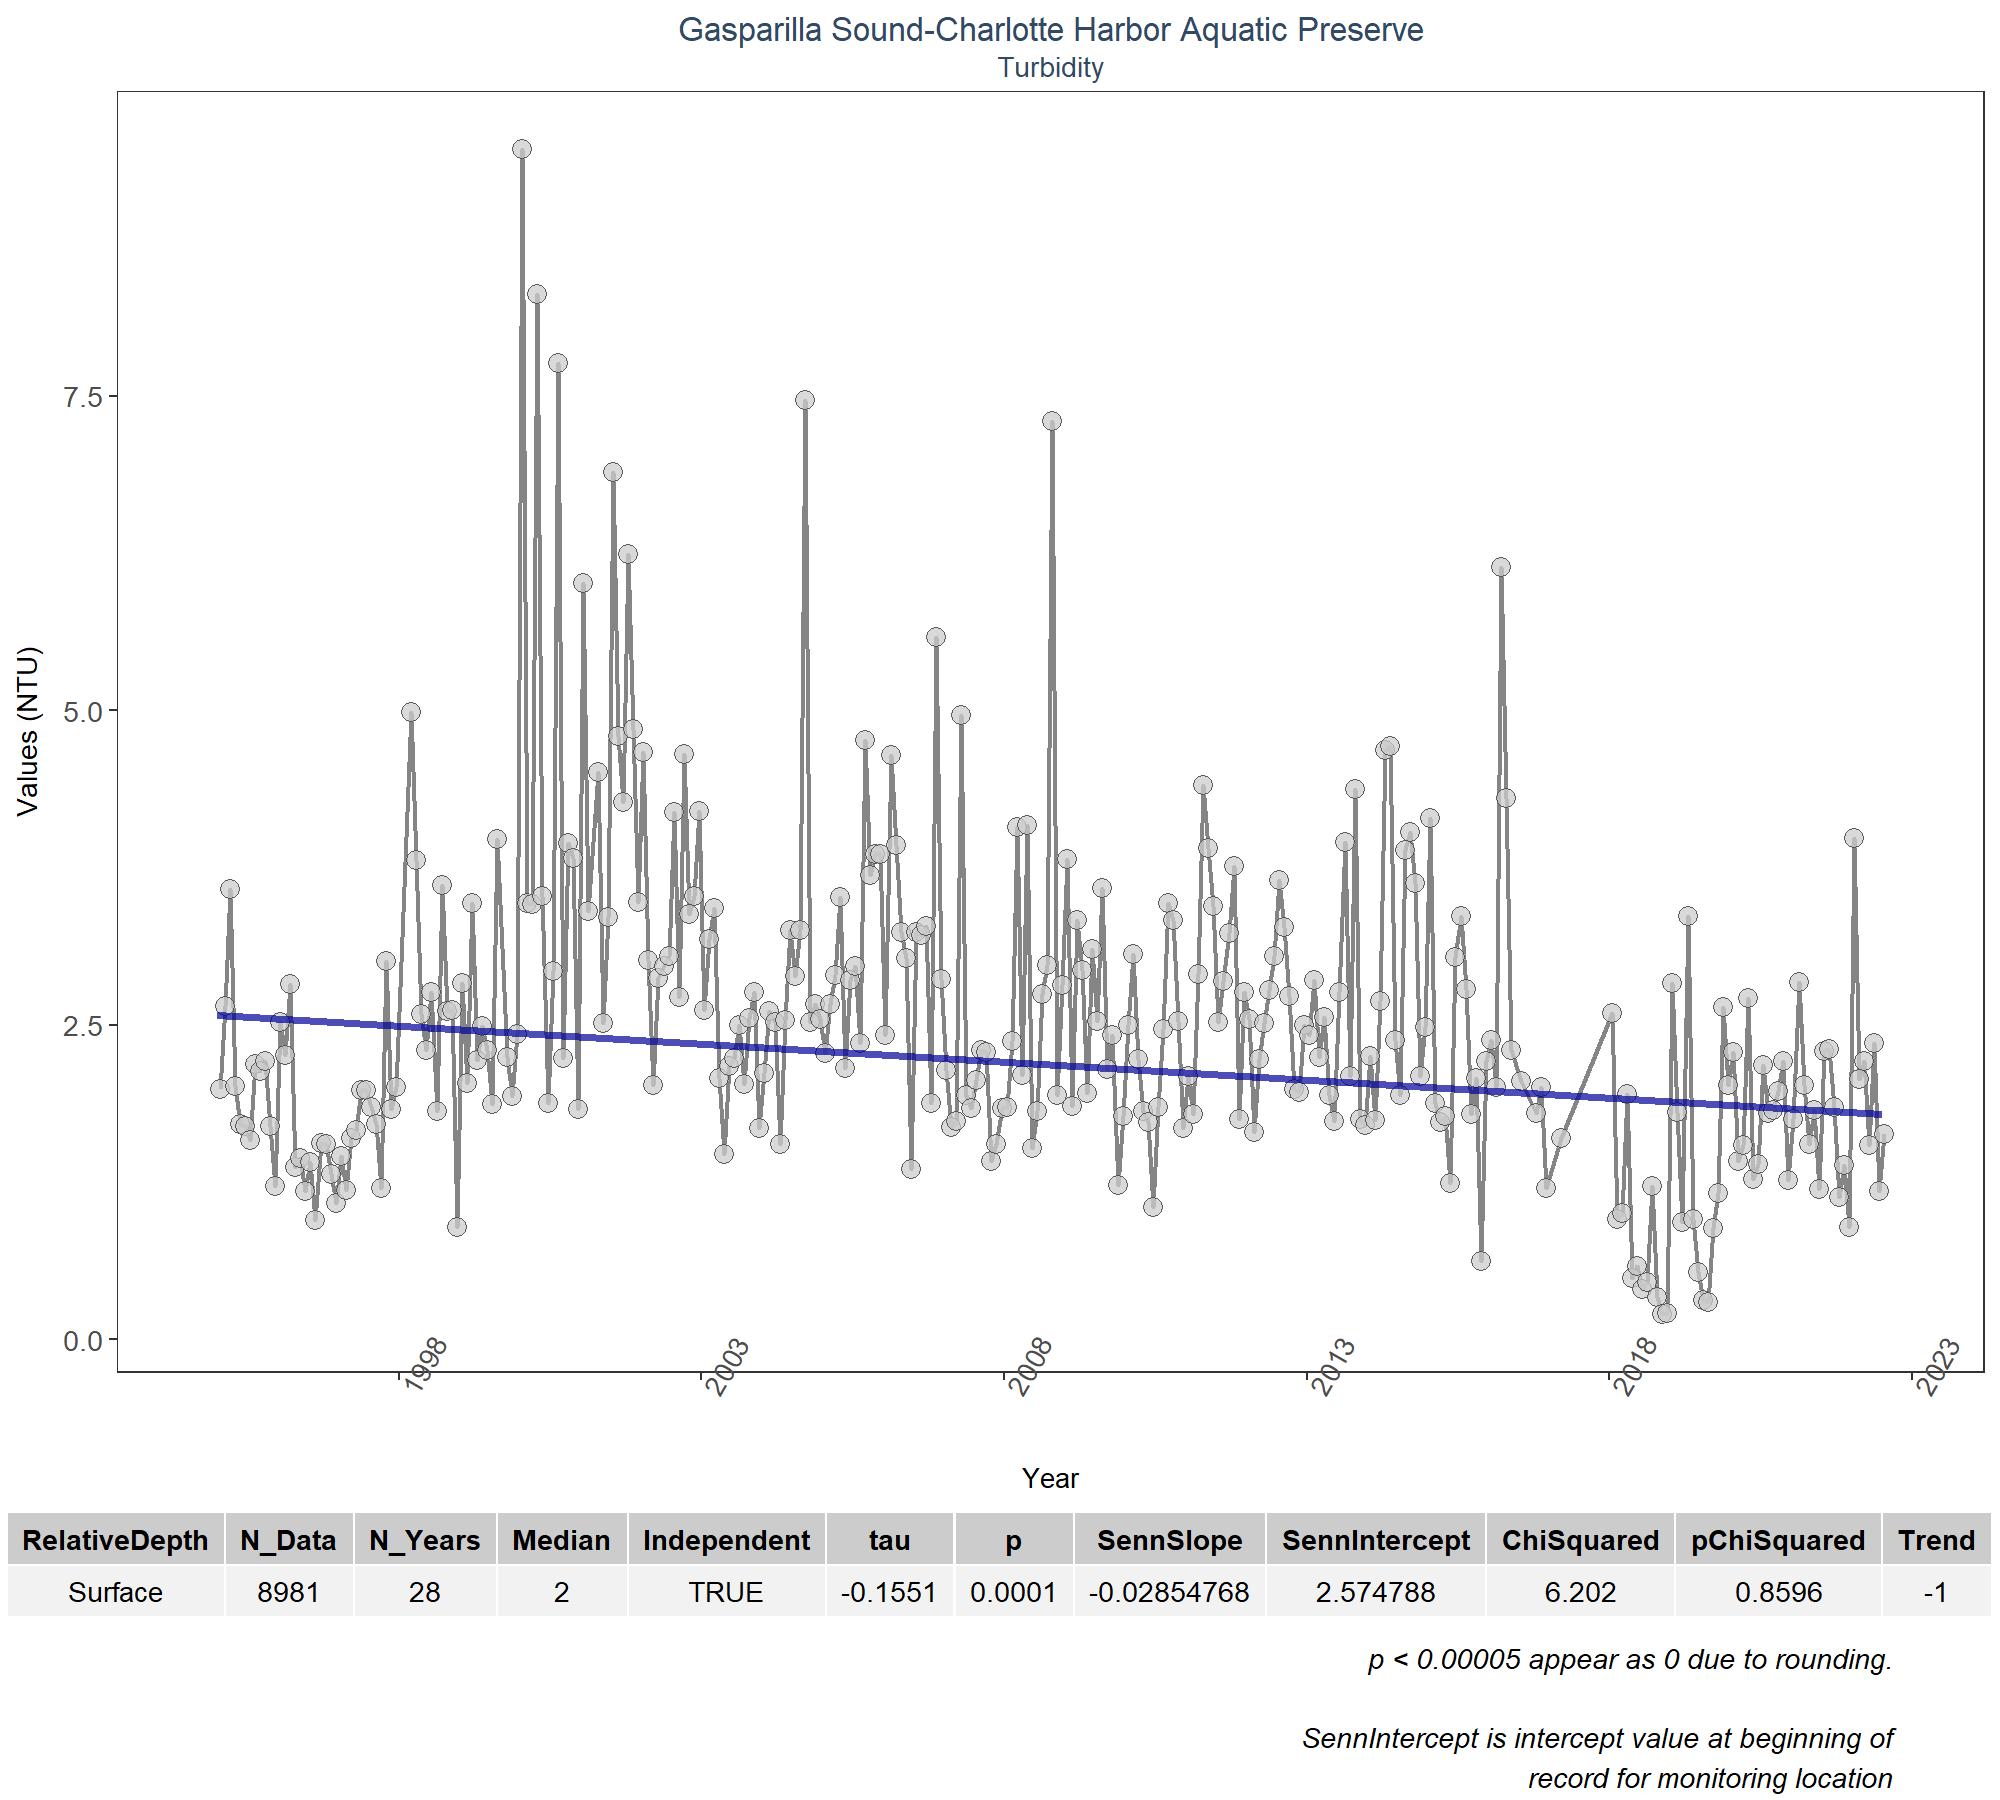 Gasparilla Sound-Charlotte Harbor Aquatic Preserve
Turbidity
Values (NTU)
7.5
5.0
2.5
0.0
1998
2003
2008
2013
2018
2023
Year
RelativeDepth N_Data N_Years Median Independent tau p SennSlope SennIntercept ChiSquared pChiSquared Trend
Surface 8981 28 2 TRUE -0.1551 0.0001 -0.02854768 2.574788 6.202 0.8596 -1
p < 0.00005 appear as 0 due to rounding.
SennIntercept is intercept value at beginning of
record for monitoring location